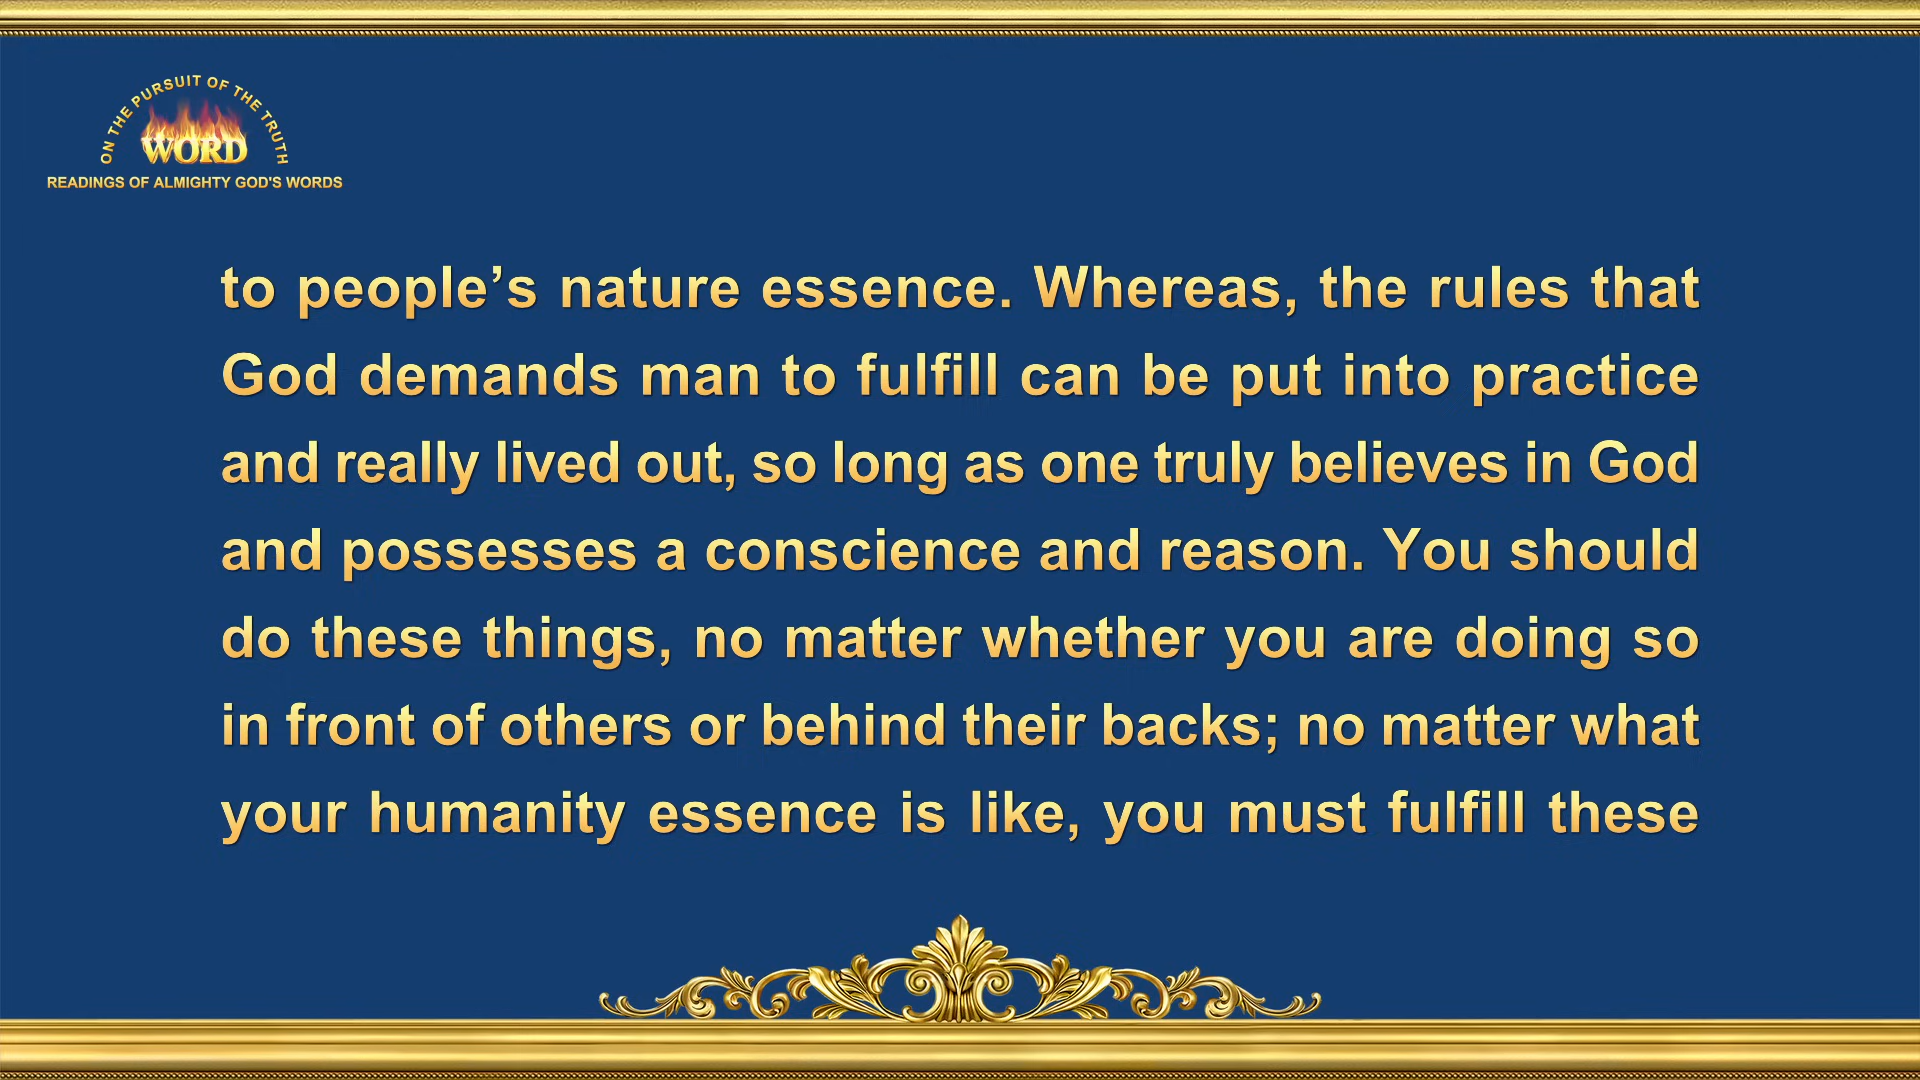 ON THE PURSUIT OF THE TRUTH
WORD
READINGS OF ALMIGHTY GOD'S WORDS
to people’s nature essence. Whereas, the rules that
God demands man to fulfill can be put into practice
and really lived out, so long as one truly believes in God
and possesses a conscience and reason. You should
do these things, no matter whether you are doing so
in front of others or behind their backs; no matter what
your humanity essence is like, you must fulfill these